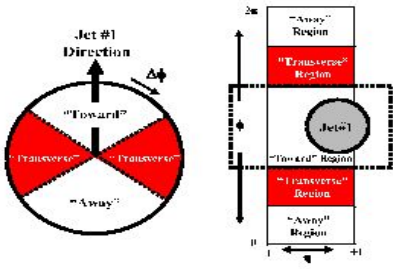 Jet #1
Direction
Δϕ
“Toward”
“Transverse”
“Transverse”
“Away”
2π
“Away”
Region
“Transverse”
Region
ϕ
Jet#1
“Toward” Region
“Transverse”
Region
“Away”
Region
0
-1
+1
η